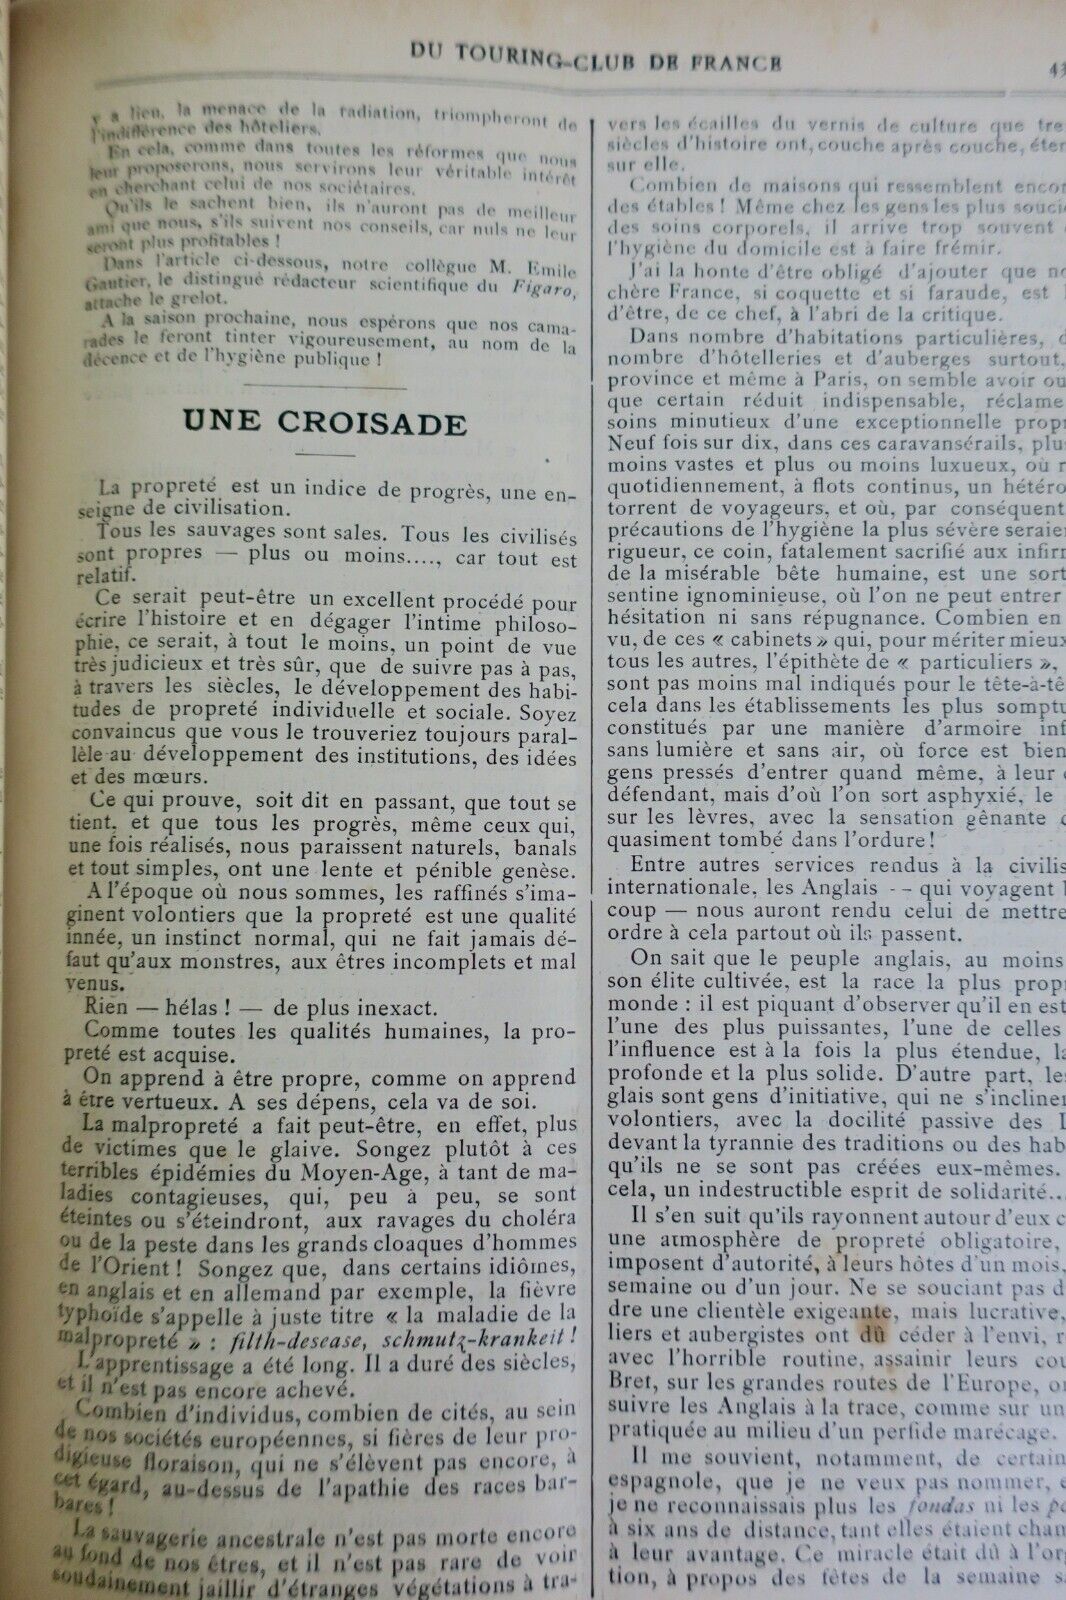 DU TOURING-CLUB DE FRANCE
43
y a lieu, la menace de la radiation, triompheront de
l'indifférence des hôteliers.
En cela, comme dans toutes les réformes que nous
leur proposerons, nous servirons leur véritable intérêt
en cherchant celui de nos sociétaires.
Qu'ils le sachent bien, ils n'auront pas de meilleur
ami que nous, s'ils suivent nos conseils, car nuls ne leur
seront plus profitables !
Dans l'article ci-dessous, notre collègue M. Emile
Gautier, le distingué rédacteur scientifique du Figaro,
attache le grelot.
A la saison prochaine, nous espérons que nos cama-
rades le feront tinter vigoureusement, au nom de la
décence et de l'hygiène publique !
UNE CROISADE
La propreté est un indice de progrès, une en-
seigne de civilisation.
Tous les sauvages sont sales. Tous les civilisés
sont propres — plus ou moins...., car tout est
relatif.
Ce serait peut-être un excellent procédé pour
écrire l'histoire et en dégager l'intime philoso-
phie, ce serait, à tout le moins, un point de vue
très judicieux et très sûr, que de suivre pas à pas,
à travers les siècles, le développement des habi-
tudes de propreté individuelle et sociale. Soyez
convaincus que vous le trouveriez toujours paral-
lèle au développement des institutions, des idées
et des mœurs.
Ce qui prouve, soit dit en passant, que tout se
tient, et que tous les progrès, même ceux qui,
une fois réalisés, nous paraissent naturels, banals
et tout simples, ont une lente et pénible genèse.
A l'époque où nous sommes, les raffinés s'ima-
ginent volontiers que la propreté est une qualité
innée, un instinct normal, qui ne fait jamais dé-
faut qu'aux monstres, aux êtres incomplets et mal
venus.
Rien — hélas ! — de plus inexact.
Comme toutes les qualités humaines, la pro-
preté est acquise.
On apprend à être propre, comme on apprend
à être vertueux. A ses dépens, cela va de soi.
La malpropreté a fait peut-être, en effet, plus
de victimes que le glaive. Songez plutôt à ces
terribles épidémies du Moyen-Age, à tant de ma-
ladies contagieuses, qui, peu à peu, se sont
éteintes ou s'éteindront, aux ravages du choléra
ou de la peste dans les grands cloaques d'hommes
de l'Orient ! Songez que, dans certains idiômes,
en anglais et en allemand par exemple, la fièvre
typhoïde s'appelle à juste titre « la maladie de la
malpropreté » : filth-desease, schmutz-krankeit !
L'apprentissage a été long. Il a duré des siècles,
et il n'est pas encore achevé.
Combien d'individus, combien de cités, au sein
de nos sociétés européennes, si fières de leur pro-
digieuse floraison, qui ne s'élèvent pas encore, à
cet égard, au-dessus de l'apathie des races bar-
bares !
La sauvagerie ancestrale n'est pas morte encore
au fond de nos êtres, et il n'est pas rare de voir
soudainement jaillir d'étranges végétations à tra-
vers les écailles du vernis de culture que tre
siècles d'histoire ont, couche après couche, éten
sur elle.
Combien de maisons qui ressemblent encor
des étables ! Même chez les gens les plus soucie
des soins corporels, il arrive trop souvent
l'hygiène du domicile est à faire frémir.
J'ai la honte d'être obligé d'ajouter que no
chère France, si coquette et si faraude, est l
d'être, de ce chef, à l'abri de la critique.
Dans nombre d'habitations particulières, d
nombre d'hôtelleries et d'auberges surtout,
province et même à Paris, on semble avoir ou
que certain réduit indispensable, réclame
soins minutieux d'une exceptionnelle propr
Neuf fois sur dix, dans ces caravansérails, plus
moins vastes et plus ou moins luxueux, où r
quotidiennement, à flots continus, un hétéro
torrent de voyageurs, et où, par conséquent
précautions de l'hygiène la plus sévère seraien
rigueur, ce coin, fatalement sacrifié aux infirm
de la misérable bête humaine, est une sort
sentine ignominieuse, où l'on ne peut entrer
hésitation ni sans répugnance. Combien en
vu, de ces « cabinets » qui, pour mériter mieux
tous les autres, l'épithète de « particuliers »,
sont pas moins mal indiqués pour le tête-à-tê
cela dans les établissements les plus somptu
constitués par une manière d'armoire inf
sans lumière et sans air, où force est bien
gens pressés d'entrer quand même, à leur
défendant, mais d'où l'on sort asphyxié, le
sur les lèvres, avec la sensation gênante
quasiment tombé dans l'ordure !
Entre autres services rendus à la civilis
internationale, les Anglais -- qui voyagent
coup — nous auront rendu celui de mettre
ordre à cela partout où ils passent.
On sait que le peuple anglais, au moins
son élite cultivée, est la race la plus propr
monde : il est piquant d'observer qu'il en est
l'une des plus puissantes, l'une de celles
l'influence est à la fois la plus étendue, la
profonde et la plus solide. D'autre part, les
glais sont gens d'initiative, qui ne s'inclinen
volontiers, avec la docilité passive des L
devant la tyrannie des traditions ou des hab
qu'ils ne se sont pas créées eux-mêmes.
cela, un indestructible esprit de solidarité...
Il s'en suit qu'ils rayonnent autour d'eux c
une atmosphère de propreté obligatoire,
imposent d'autorité, à leurs hôtes d'un mois,
semaine ou d'un jour. Ne se souciant pas d
dre une clientèle exigeante, mais lucrative,
liers et aubergistes ont dû céder à l'envi, r
avec l'horrible routine, assainir leurs cou
Bret, sur les grandes routes de l'Europe, on
suivre les Anglais à la trace, comme sur un
pratiquée au milieu d'un perfide marécage.
Il me souvient, notamment, de certain
espagnole, que je ne veux pas nommer,
je ne reconnaissais plus les fondas ni les po
à six ans de distance, tant elles étaient chan
à leur avantage. Ce miracle était dû à l'org
tion, à propos des fêtes de la semaine s